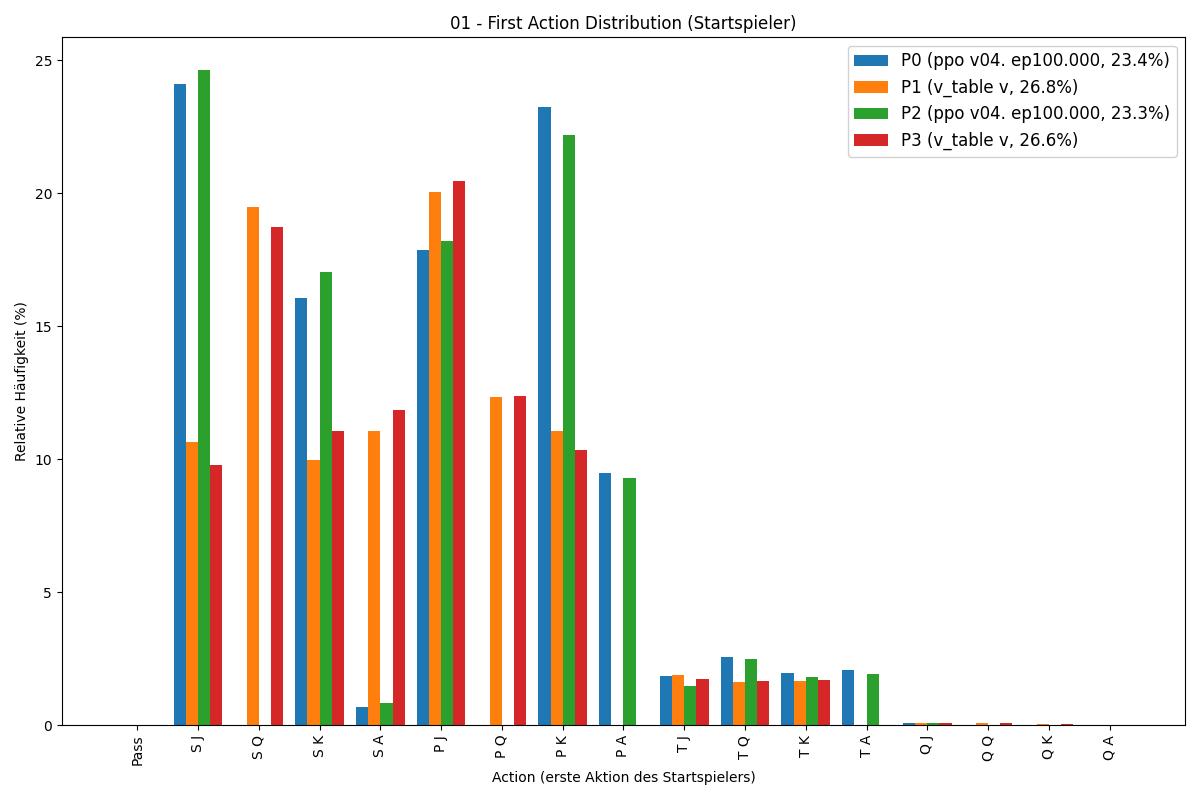 01 - First Action Distribution (Startspieler)
P0 (ppo v04. ep100.000, 23.4%)
P1 (v_table v, 26.8%)
P2 (ppo v04. ep100.000, 23.3%)
P3 (v_table v, 26.6%)
Relative Häufigkeit (%)
25
20
15
10
5
0
Pass
S J
S Q
S K
S A
P J
P Q
P K
P A
T J
T Q
T K
T A
Q J
Q Q
Q K
Q A
Action (erste Aktion des Startspielers)